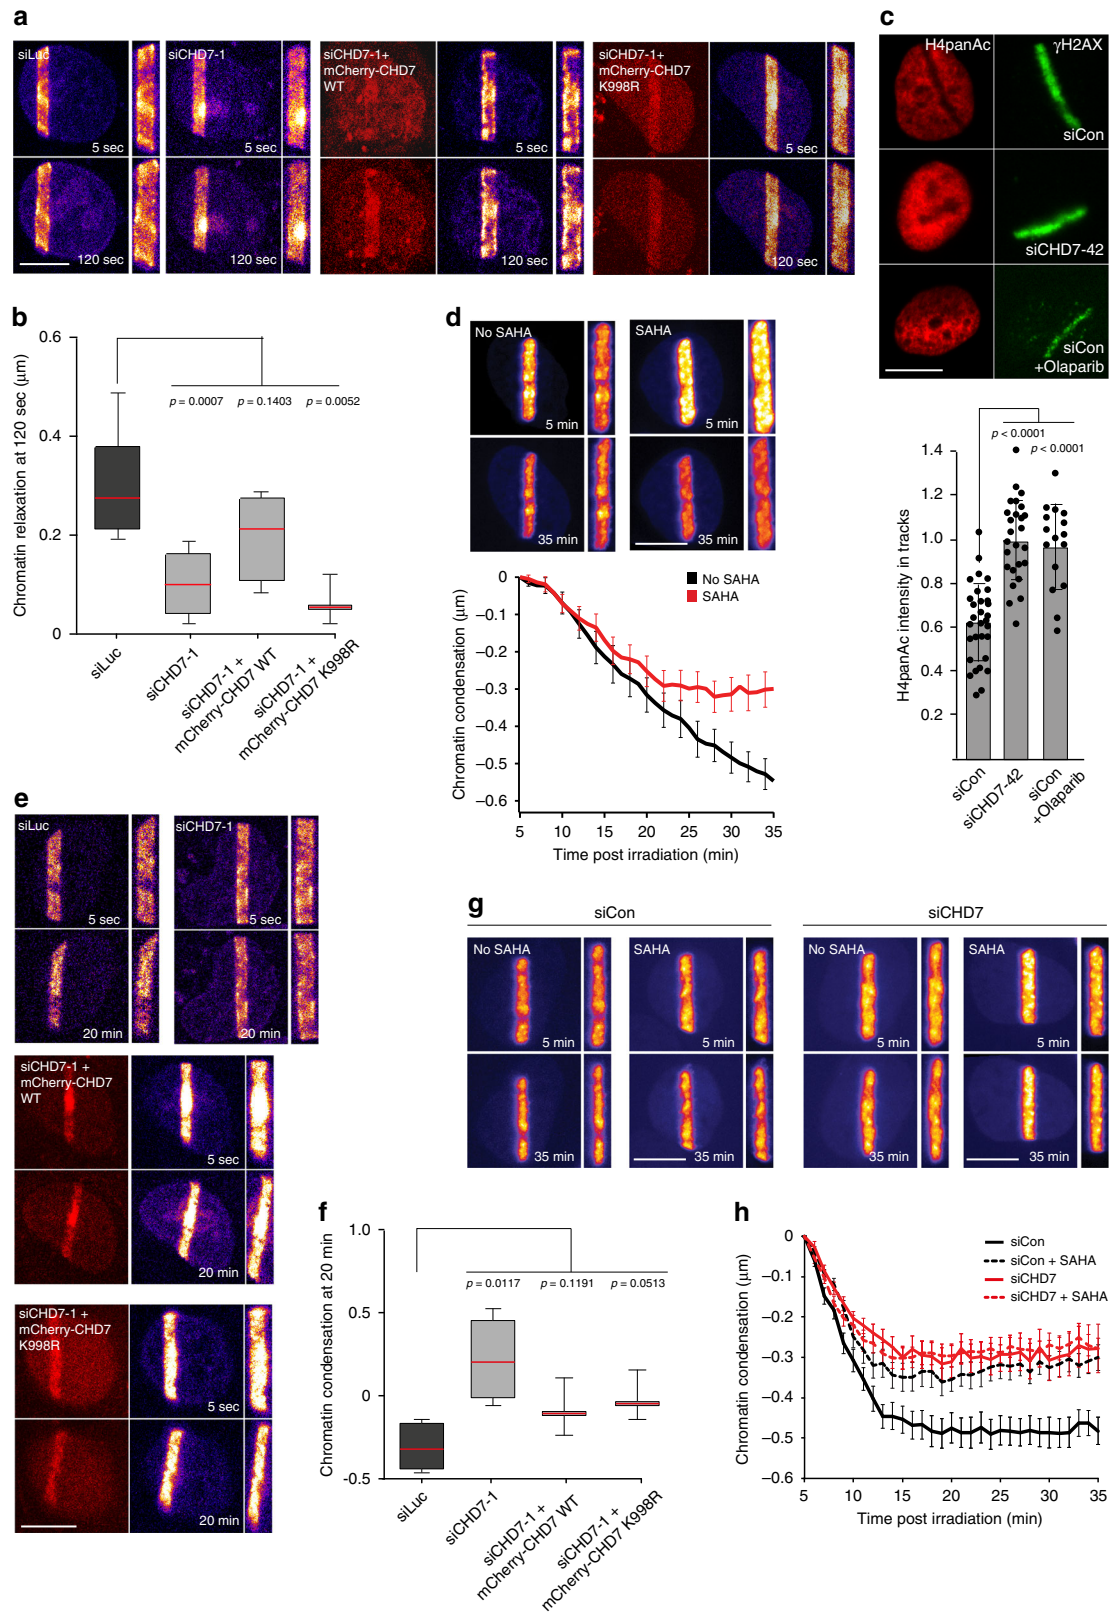 a
siLuc
5 sec
120 sec
siCHD7-1
5 sec
120 sec
siCHD7-1+
mCherry-CHD7
WT
5 sec
120 sec
siCHD7-1+
mCherry-CHD7
K998R
5 sec
120 sec
c
H4panAc
γH2AX
siCon
siCHD7-42
siCon
+Olaparib
p < 0.0001
p < 0.0001
H4panAc intensity in tracks
1.4
1.2
1.0
0.8
0.6
0.4
0.2
siCon
siCHD7-42
siCon
+Olaparib
b
Chromatin relaxation at 120 sec (μm)
0.6
0.4
0.2
0
p = 0.0007
p = 0.1403
p = 0.0052
siLuc
siCHD7-1
siCHD7-1 +
mCherry-CHD7 WT
siCHD7-1 +
mCherry-CHD7 K998R
d
No SAHA
5 min
35 min
SAHA
5 min
35 min
Chromatin condensation (μm)
0
–0.1
–0.2
–0.3
–0.4
–0.5
–0.6
No SAHA
SAHA
5
10
15
20
25
30
35
Time post irradiation (min)
e
siLuc
5 sec
20 min
siCHD7-1
5 sec
20 min
siCHD7-1 +
mCherry-CHD7
WT
5 sec
20 min
siCHD7-1 +
mCherry-CHD7
K998R
5 sec
20 min
f
Chromatin condensation at 20 min
1.0
0.5
0
-0.5
p = 0.0117
p = 0.1191
p = 0.0513
siLuc
siCHD7-1
siCHD7-1 +
mCherry-CHD7 WT
siCHD7-1 +
mCherry-CHD7 K998R
g
siCon
siCHD7
No SAHA
5 min
35 min
SAHA
5 min
35 min
No SAHA
5 min
35 min
SAHA
5 min
35 min
h
Chromatin condensation (μm)
0
–0.1
–0.2
–0.3
–0.4
–0.5
–0.6
siCon
siCon + SAHA
siCHD7
siCHD7 + SAHA
5
10
15
20
25
30
35
Time post irradiation (min)